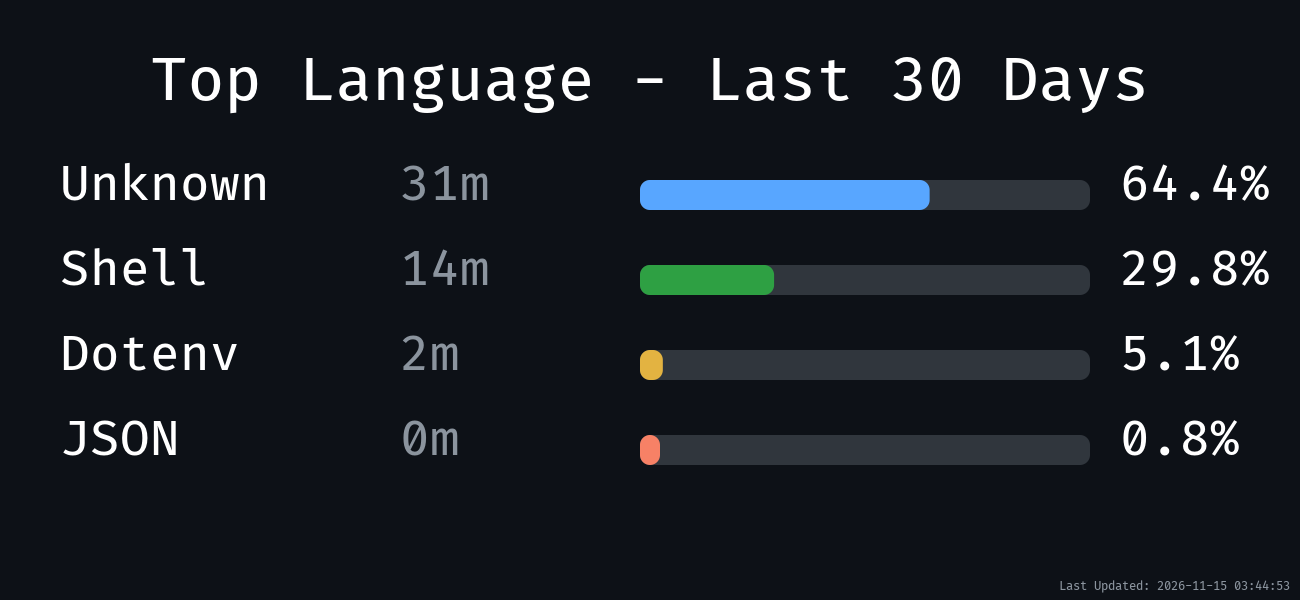 Top Language - Last 30 Days
Unknown 31m 64.4%
Shell 14m 29.8%
Dotenv 2m 5.1%
JSON 0m 0.8%
Last Updated: 2026-11-15 03:44:53